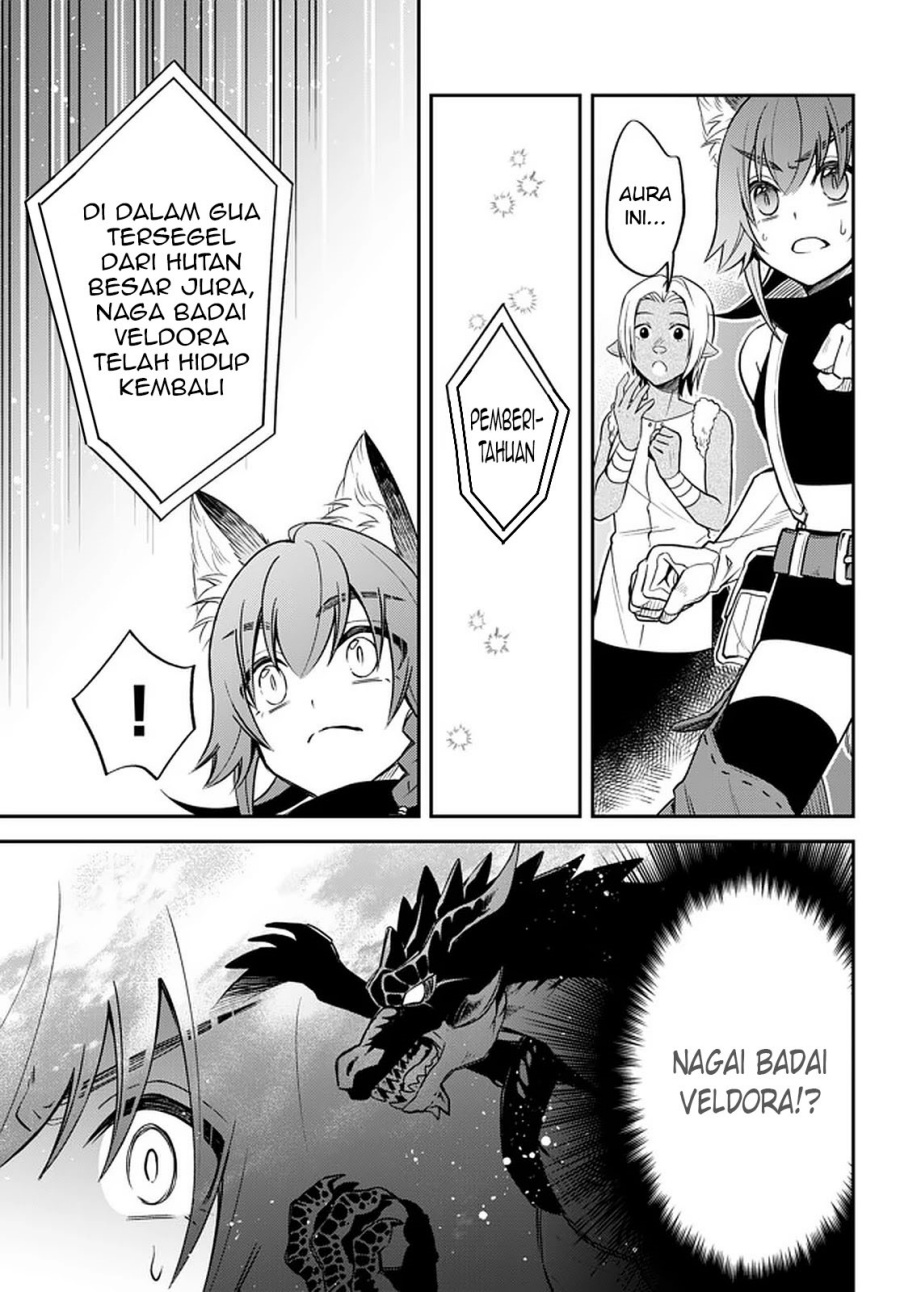 AURA
INI...
PEMBERI-
TAHUAN
DI DALAM GUA
TERSEGEL
DARI HUTAN
BESAR JURA,
NAGA BADAI
VELDORA
TELAH HIDUP
KEMBALI
!
NAGAI BADAI
VELDORA!?